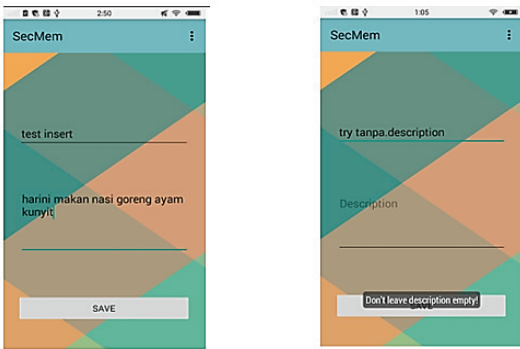 2:50
SecMem
test insert
harini makan nasi goreng ayam
kunyit
SAVE
1:05
SecMem
try tanpa.description
Description
Don't leave description empty!